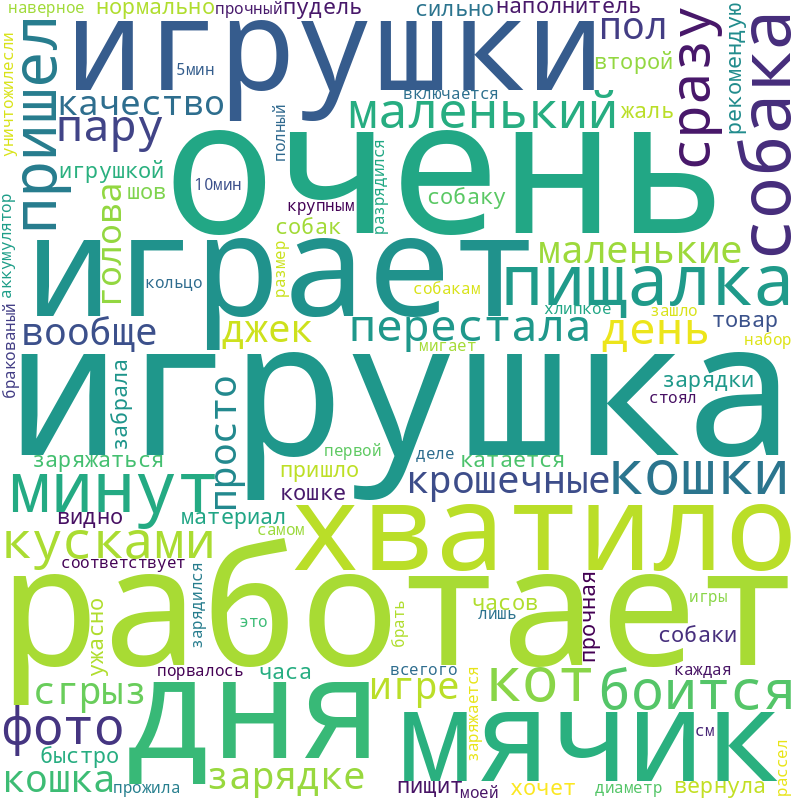 наверное нормально прочный пудель сильно наполнитель
игрушки пол собака
уничтожилесли пришел 5мин второй сразу рекомендую
качество включается маленький жаль
пару очень полный
игрушкой 10мин разрядился
шов голова крупным собаку
аккумулятор собак
играет размер маленькие
кольцо собакам пищалка
бракованый хлипкое зашло
вообще джек перестала день товар
мигает набор
игрушка
забрала просто зарядки
стоял
заряжаться первой деле катается
пришло кошки
минут кошке крошечные
видно материал хватило
кусками самом
соответствует работает
зарядился ужасно это брать часов лишь прочная игры
собаки
порвалось часа всегого каждая
сгрыз дня игре кот боится
фото мячик заряжается см рассел
быстро
кошка прожила зарядке пищит моей хочет диаметр вернула